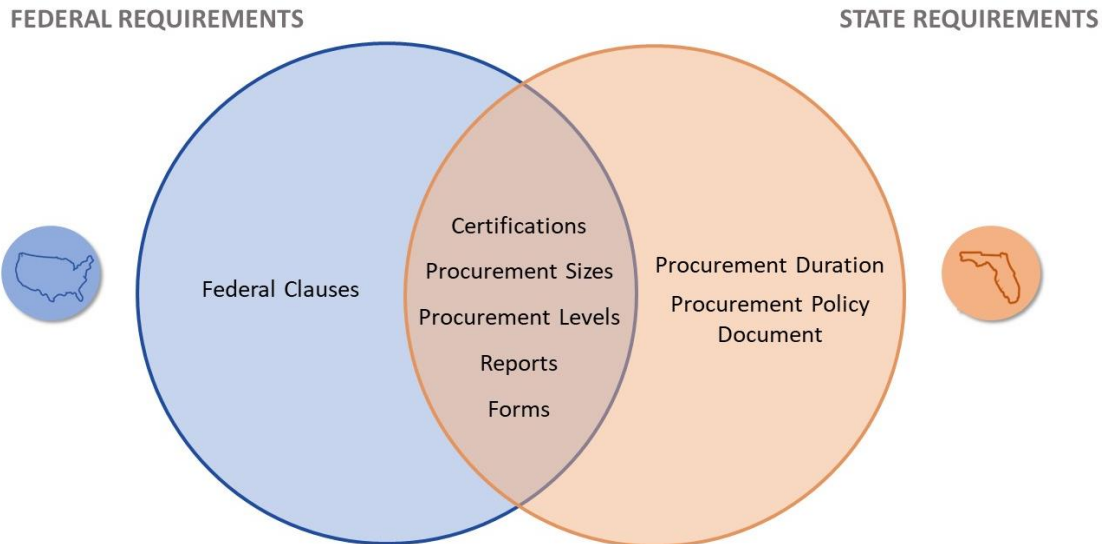 FEDERAL REQUIREMENTS
STATE REQUIREMENTS
Federal Clauses
Certifications
Procurement Sizes
Procurement Levels
Reports
Forms
Procurement Duration
Procurement Policy
Document